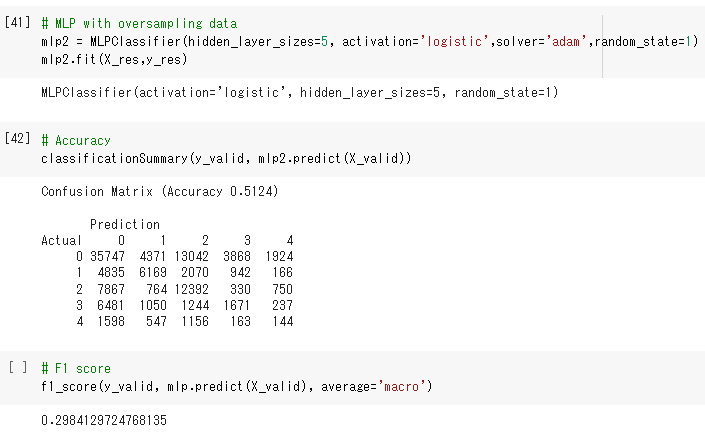 [41] # MLP with oversampling data
mlp2 = MLPClassifier(hidden_layer_sizes=5, activation='logistic',solver='adam',random_state=1)
mlp2.fit(X_res,y_res)
MLPClassifier(activation='logistic', hidden_layer_sizes=5, random_state=1)
[42] # Accuracy
classificationSummary(y_valid, mlp2.predict(X_valid))
Confusion Matrix (Accuracy 0.5124)
Prediction
Actual 0 1 2 3 4
0 35747 4371 13042 3868 1924
1 4835 6169 2070 942 166
2 7867 764 12392 330 750
3 6481 1050 1244 1671 237
4 1598 547 1156 163 144
[ ] # F1 score
f1_score(y_valid, mlp.predict(X_valid), average='macro')
0.2984129724768135